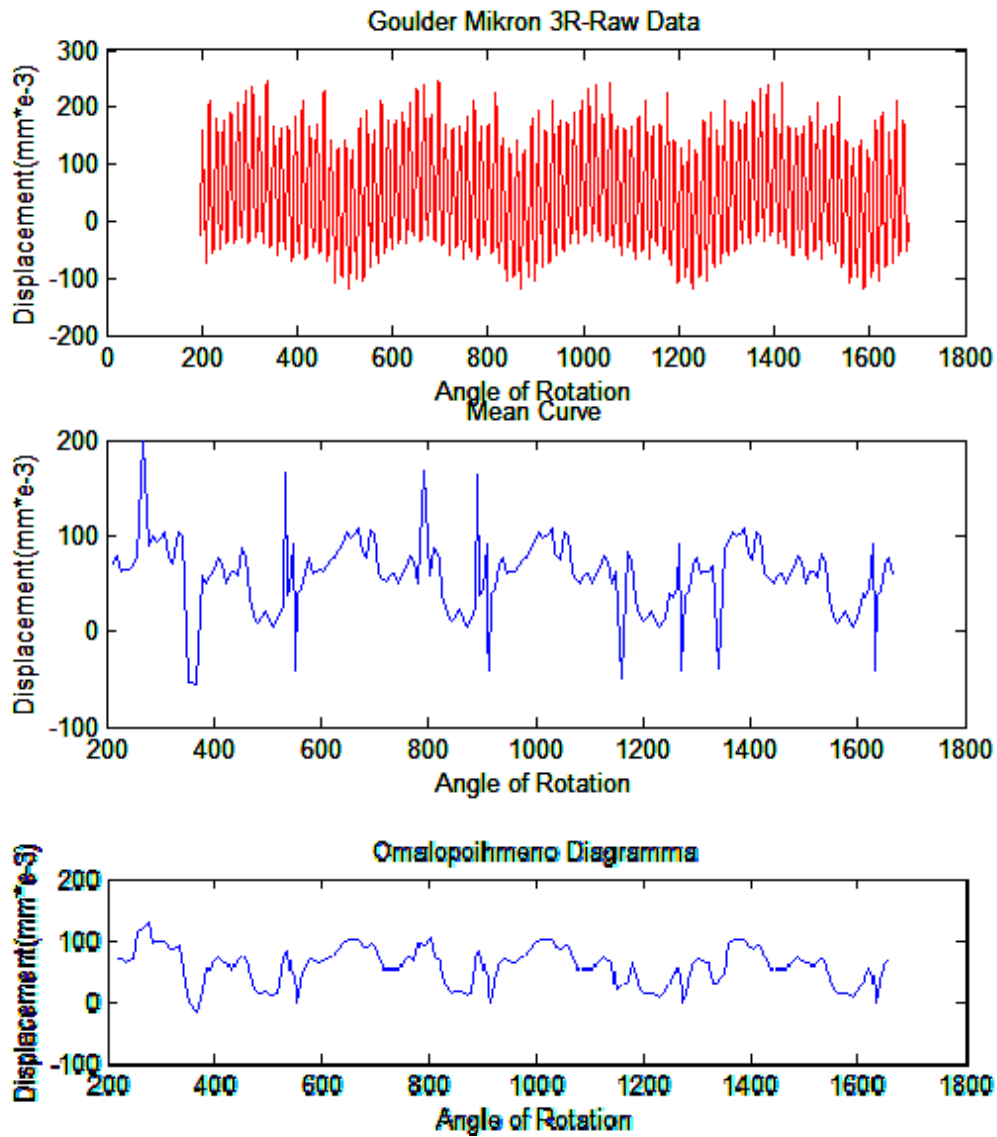 Goulder Mikron 3R-Raw Data
Displacement(mm*e-3)
300
200
100
0
-100
-200
0 200 400 600 800 1000 1200 1400 1600 1800
Angle of Rotation
Mean Curve
Displacement(mm*e-3)
200
100
0
-100
200 400 600 800 1000 1200 1400 1600 1800
Angle of Rotation
Omalopoihmeno Diagramma
Displacement(mm*e-3)
200
100
0
-100
200 400 600 800 1000 1200 1400 1600 1800
Angle of Rotation